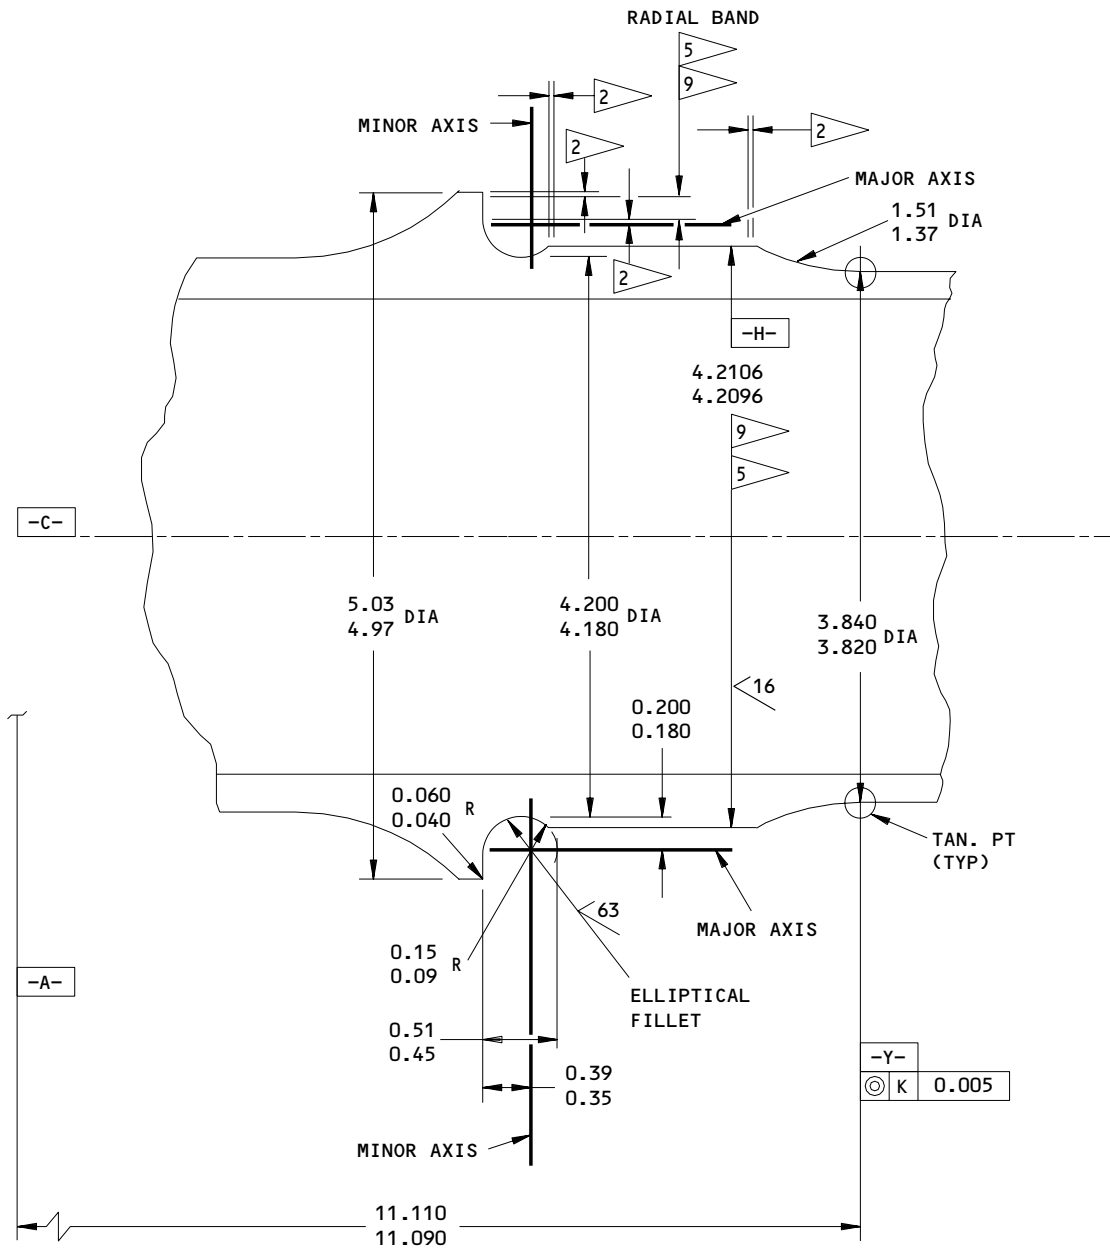 RADIAL BAND
5
9
2
MINOR AXIS
2
2
MAJOR AXIS
1.51
1.37 DIA
2
-H-
4.2106
4.2096
9
5
-C-
5.03
4.97 DIA
4.200
4.180 DIA
3.840
3.820 DIA
16
0.200
0.180
0.060
0.040 R
TAN. PT
(TYP)
63
MAJOR AXIS
0.15
0.09 R
-A-
ELLIPTICAL
FILLET
0.51
0.45
-Y-
0.39
0.35
◎ K 0.005
MINOR AXIS
11.110
11.090